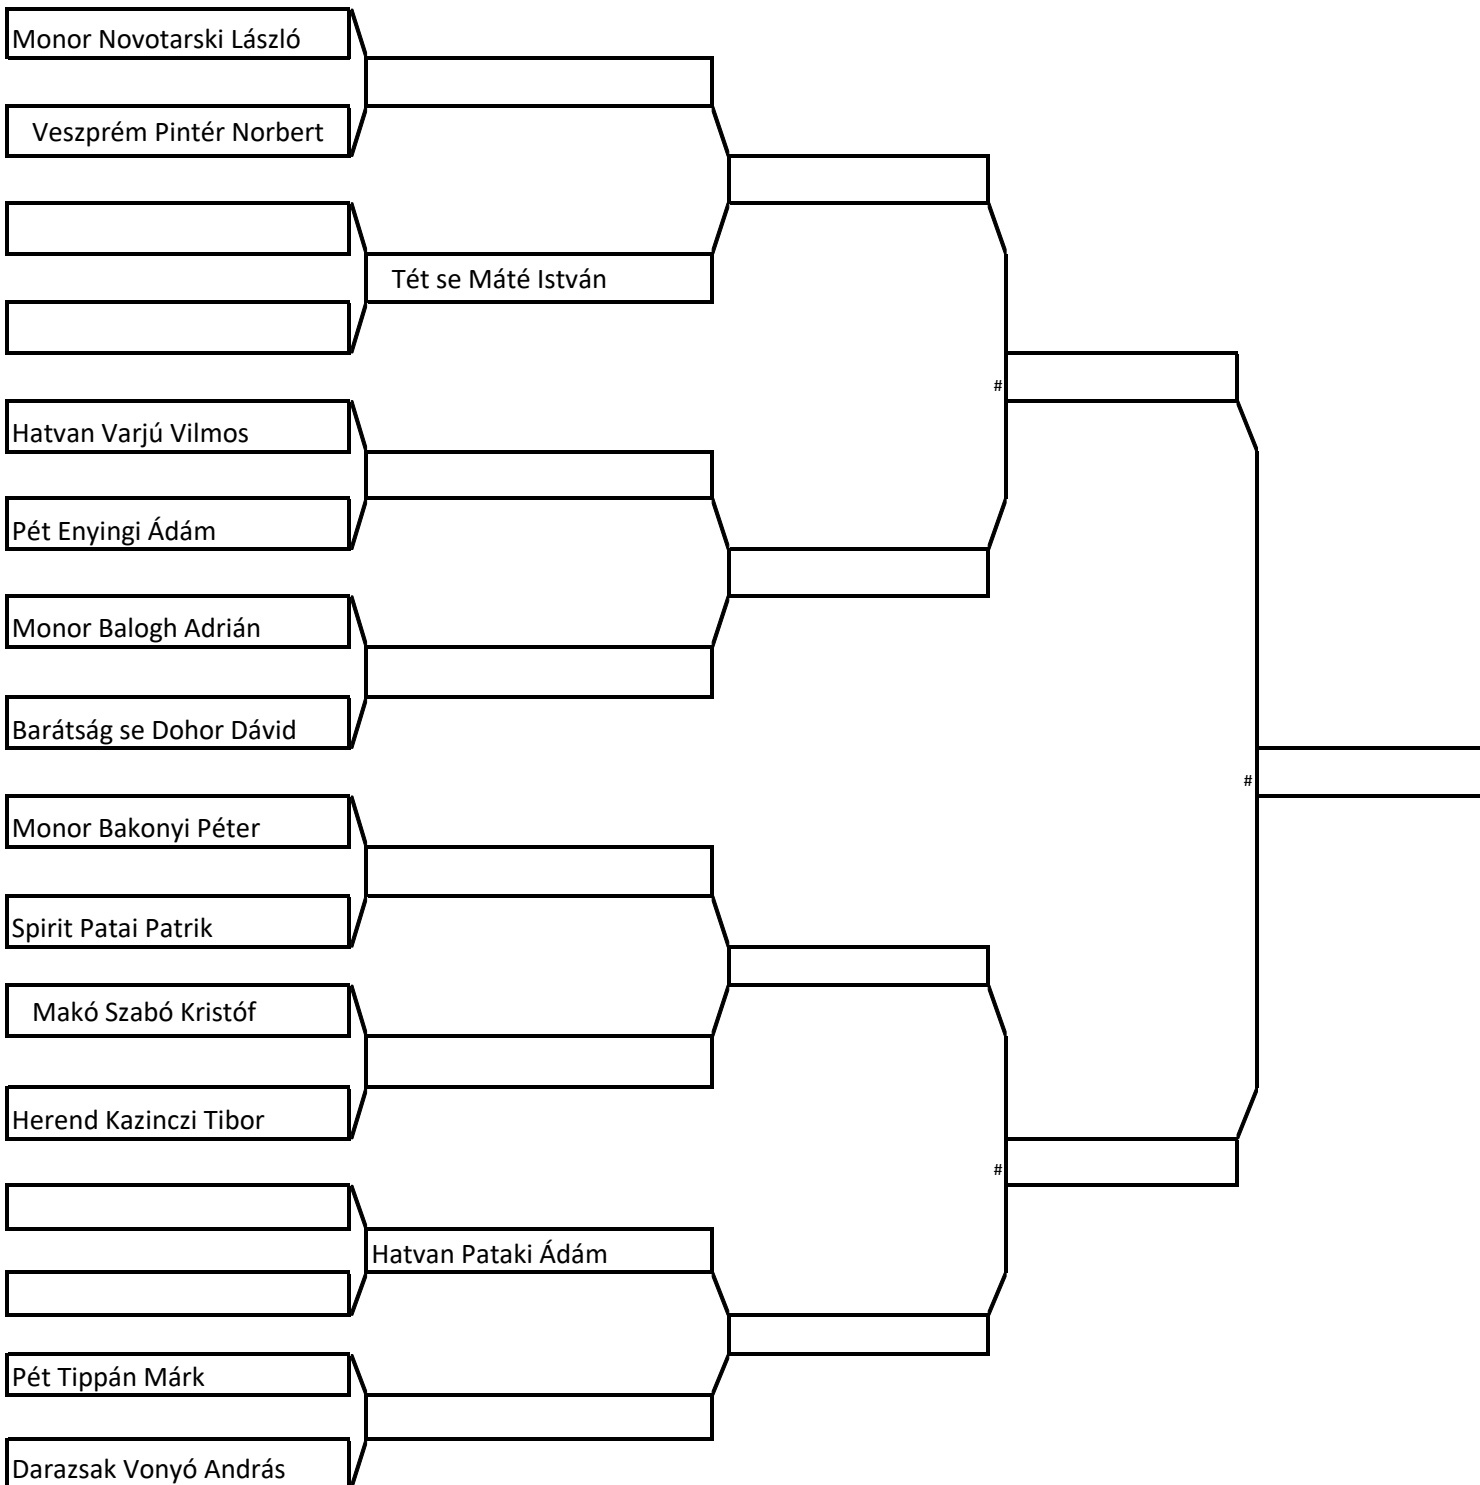 Monor Novotarski László
Veszprém Pintér Norbert
Tét se Máté István
#
Hatvan Varjú Vilmos
Pét Enyingi Ádám
Monor Balogh Adrián
Barátság se Dohor Dávid
#
Monor Bakonyi Péter
Spirit Patai Patrik
Makó Szabó Kristóf
Herend Kazinczi Tibor
#
Hatvan Pataki Ádám
Pét Tippán Márk
Darazsak Vonyó András